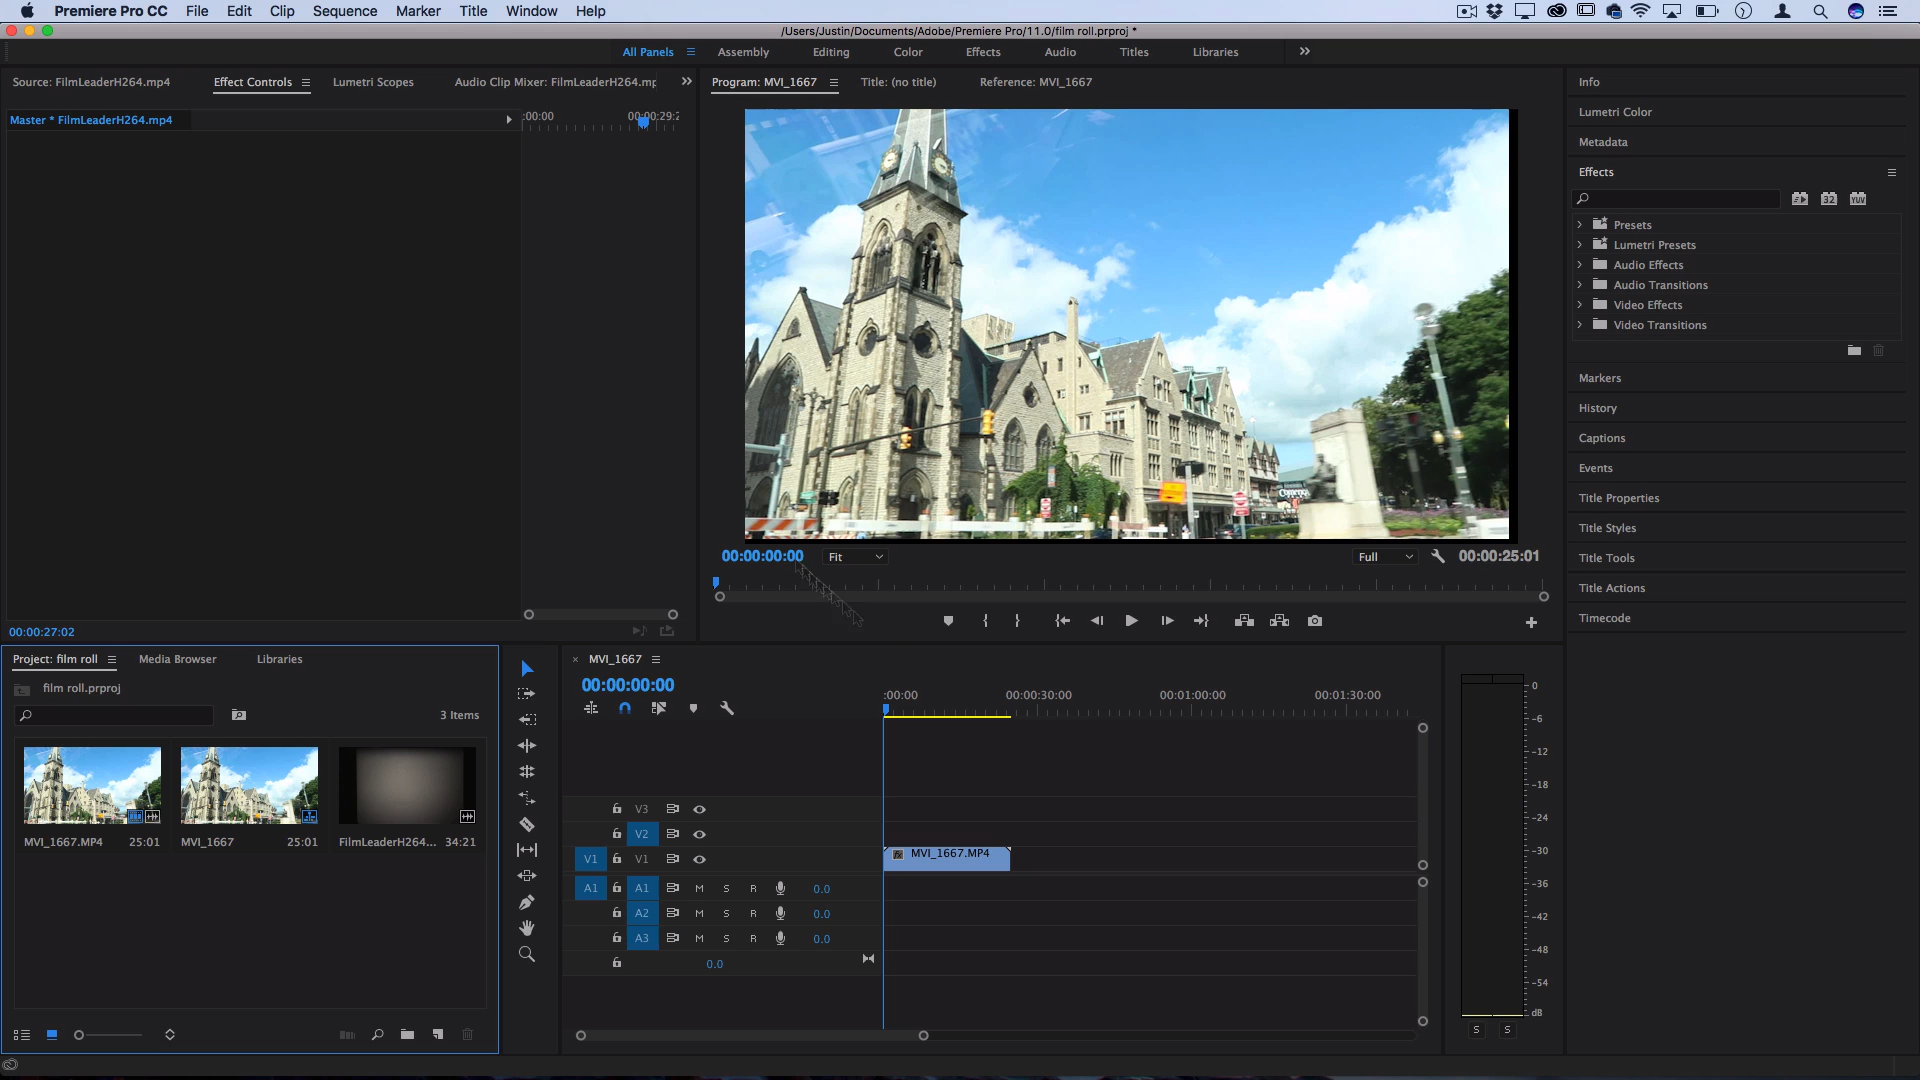 Premiere Pro CC File Edit Clip Sequence Marker Title Window Help
/Users/Justin/Documents/Adobe/Premiere Pro/11.0/film roll.prproj *
All Panels Assembly Editing Color Effects Audio Titles Libraries
Source: FilmLeaderH264.mp4 Effect Controls Lumetri Scopes Audio Clip Mixer: FilmLeaderH264.mp
Master * FilmLeaderH264.mp4
:00:00 00:00:29:2
00:00:27:02
Program: MVI_1667 Title: (no title) Reference: MVI_1667
00:00:00:00 Fit Full 00:00:25:01
Info
Lumetri Color
Metadata
Effects
32 YUV
Presets
Lumetri Presets
Audio Effects
Audio Transitions
Video Effects
Video Transitions
Markers
History
Captions
Events
Title Properties
Title Styles
Title Tools
Title Actions
Timecode
Project: film roll Media Browser Libraries
film roll.prproj
3 Items
MVI_1667.MP4 25:01 MVI_1667 25:01 FilmLeaderH264... 34:21
× MVI_1667
00:00:00:00
:00:00 00:00:30:00 00:01:00:00 00:01:30:00
V3
V2
V1 V1 MVI_1667.MP4
A1 A1 M S R 0.0
A2 M S R 0.0
A3 M S R 0.0
0.0
0
-6
-12
-18
-24
-30
-36
-42
-48
-54
dB
S S